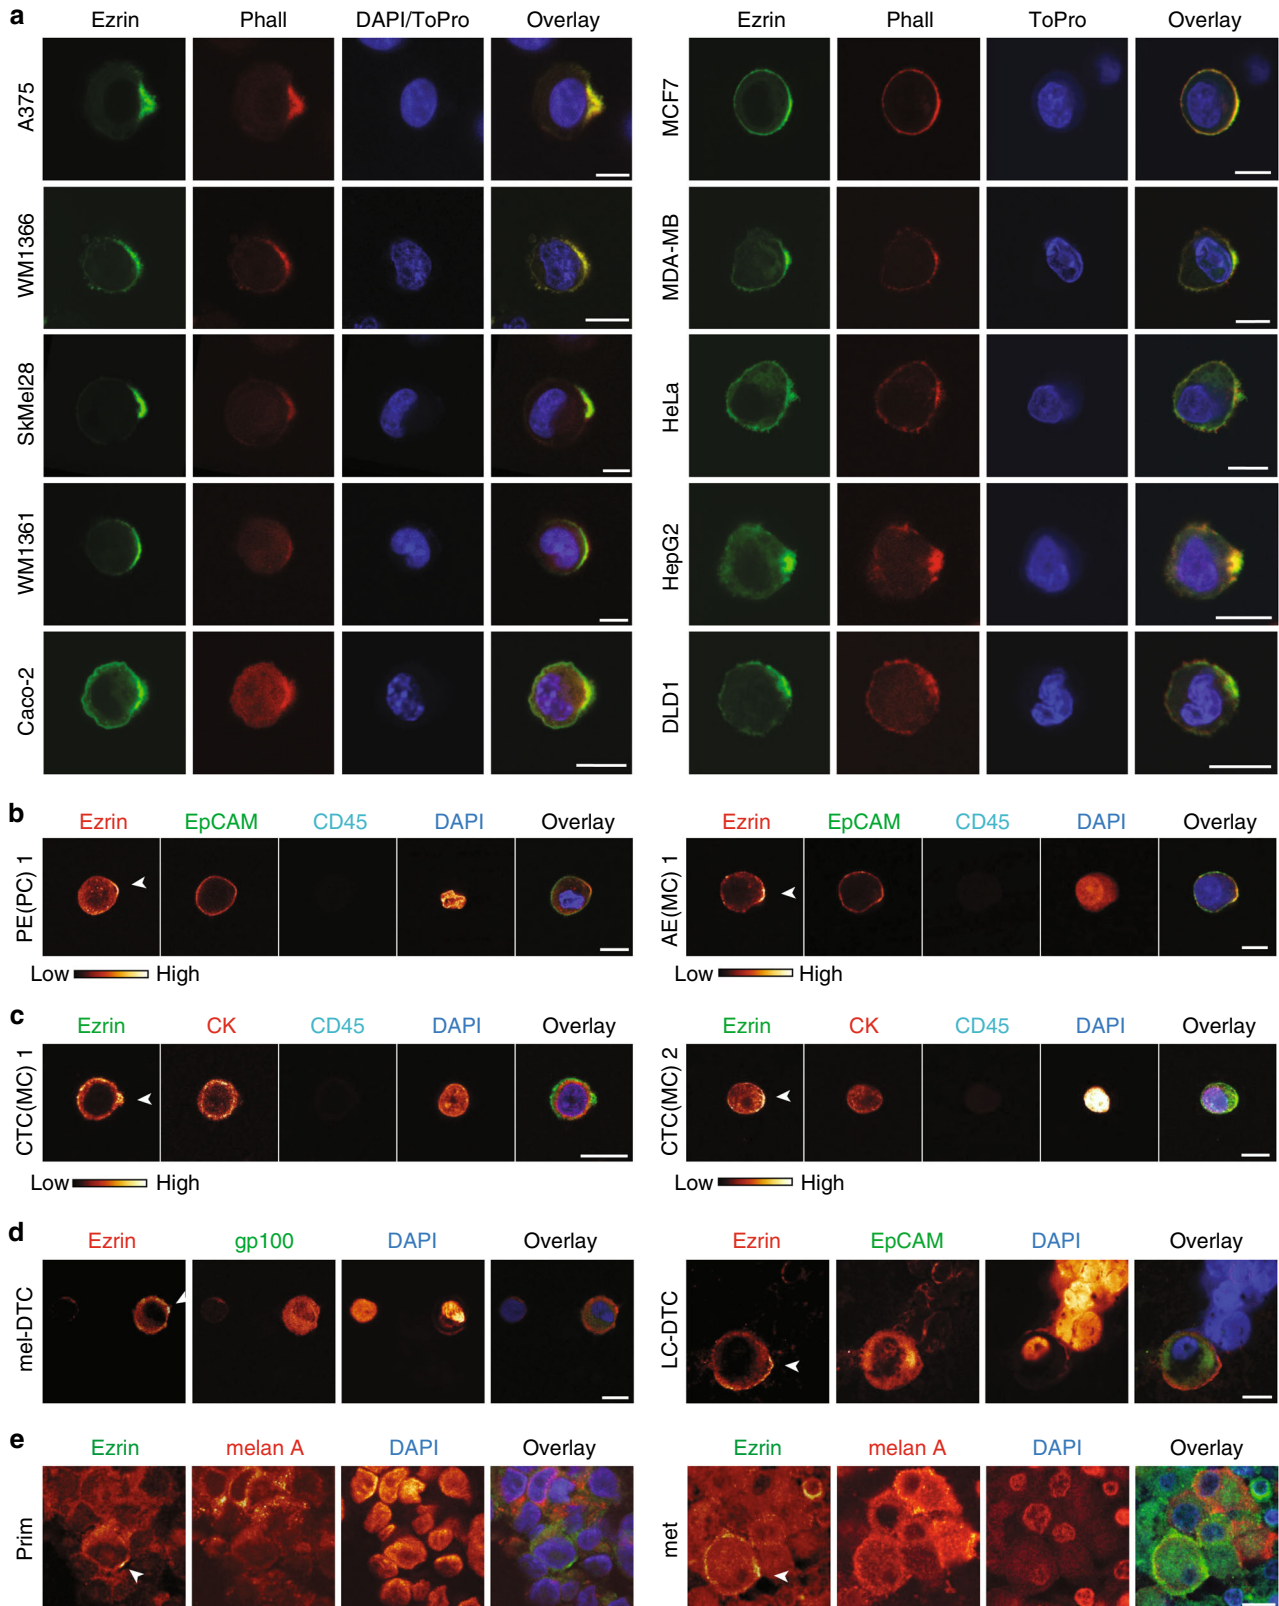 a
Ezrin Phall DAPI/ToPro Overlay
Ezrin Phall ToPro Overlay
A375
MCF7
WM1366
MDA-MB
SkMel28
HeLa
WM1361
HepG2
Caco-2
DLD1
b
Ezrin EpCAM CD45 DAPI Overlay
Ezrin EpCAM CD45 DAPI Overlay
PE(PC) 1
AE(MC) 1
Low High
Low High
c
Ezrin CK CD45 DAPI Overlay
Ezrin CK CD45 DAPI Overlay
CTC(MC) 1
CTC(MC) 2
Low High
Low High
d
Ezrin gp100 DAPI Overlay
Ezrin EpCAM DAPI Overlay
mel-DTC
LC-DTC
e
Ezrin melan A DAPI Overlay
Ezrin melan A DAPI Overlay
Prim
met